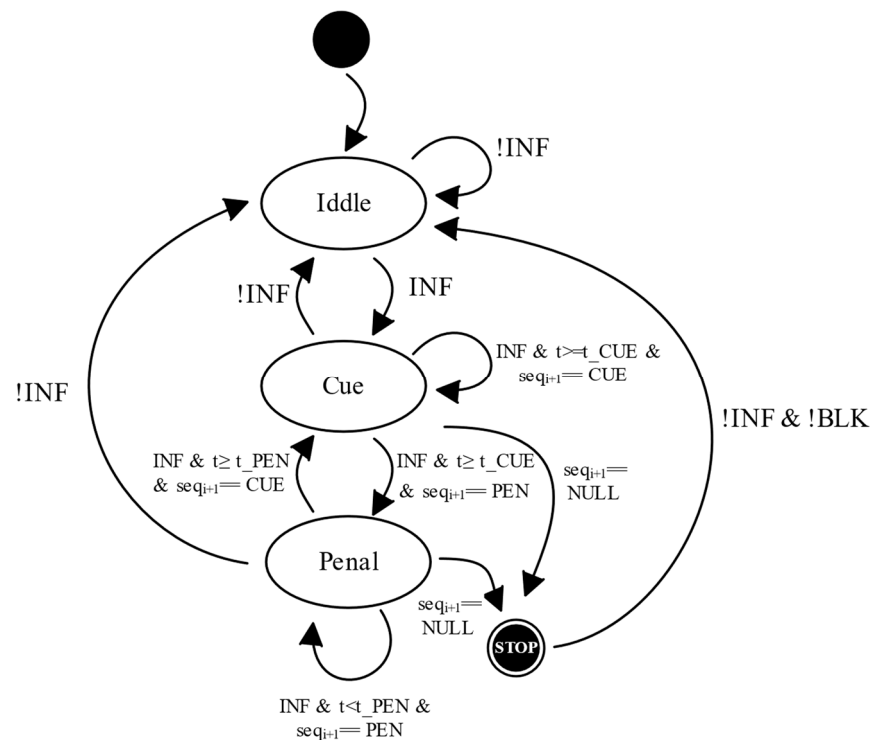 !INF
Iddle
!INF
INF
INF & t>=t_CUE &
seqi+1== CUE
Cue
!INF
!INF & !BLK
INF & t≥ t_PEN
& seqi+1== CUE
INF & t≥ t_CUE
& seqi+1== PEN
seqi+1==
NULL
Penal
seqi+1==
NULL
STOP
INF & t<t_PEN &
seqi+1== PEN